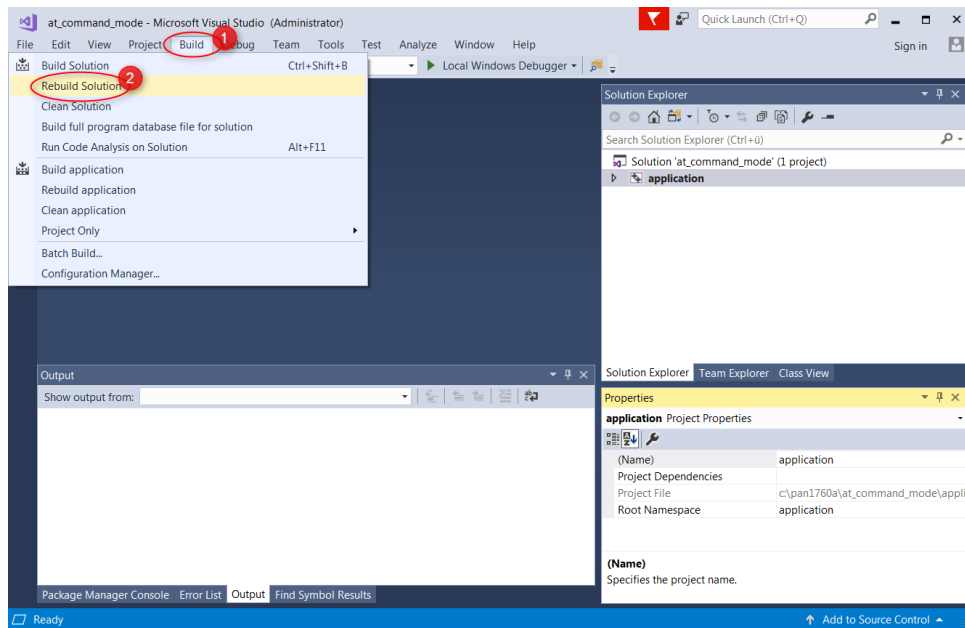 at_command_mode - Microsoft Visual Studio (Administrator)
Quick Launch (Ctrl+Q)
File Edit View Project Build Debug Team Tools Test Analyze Window Help
1
Sign in
Build Solution Ctrl+Shift+B
Local Windows Debugger
Rebuild Solution
2
Clean Solution
Build full program database file for solution
Run Code Analysis on Solution Alt+F11
Build application
Rebuild application
Clean application
Project Only
Batch Build...
Configuration Manager...
Solution Explorer
Search Solution Explorer (Ctrl+ü)
Solution 'at_command_mode' (1 project)
application
Solution Explorer Team Explorer Class View
Output
Show output from:
Package Manager Console Error List Output Find Symbol Results
Properties
application Project Properties
(Name) application
Project Dependencies
Project File c:\pan1760a\at_command_mode\appli
Root Namespace application
(Name)
Specifies the project name.
Ready
Add to Source Control